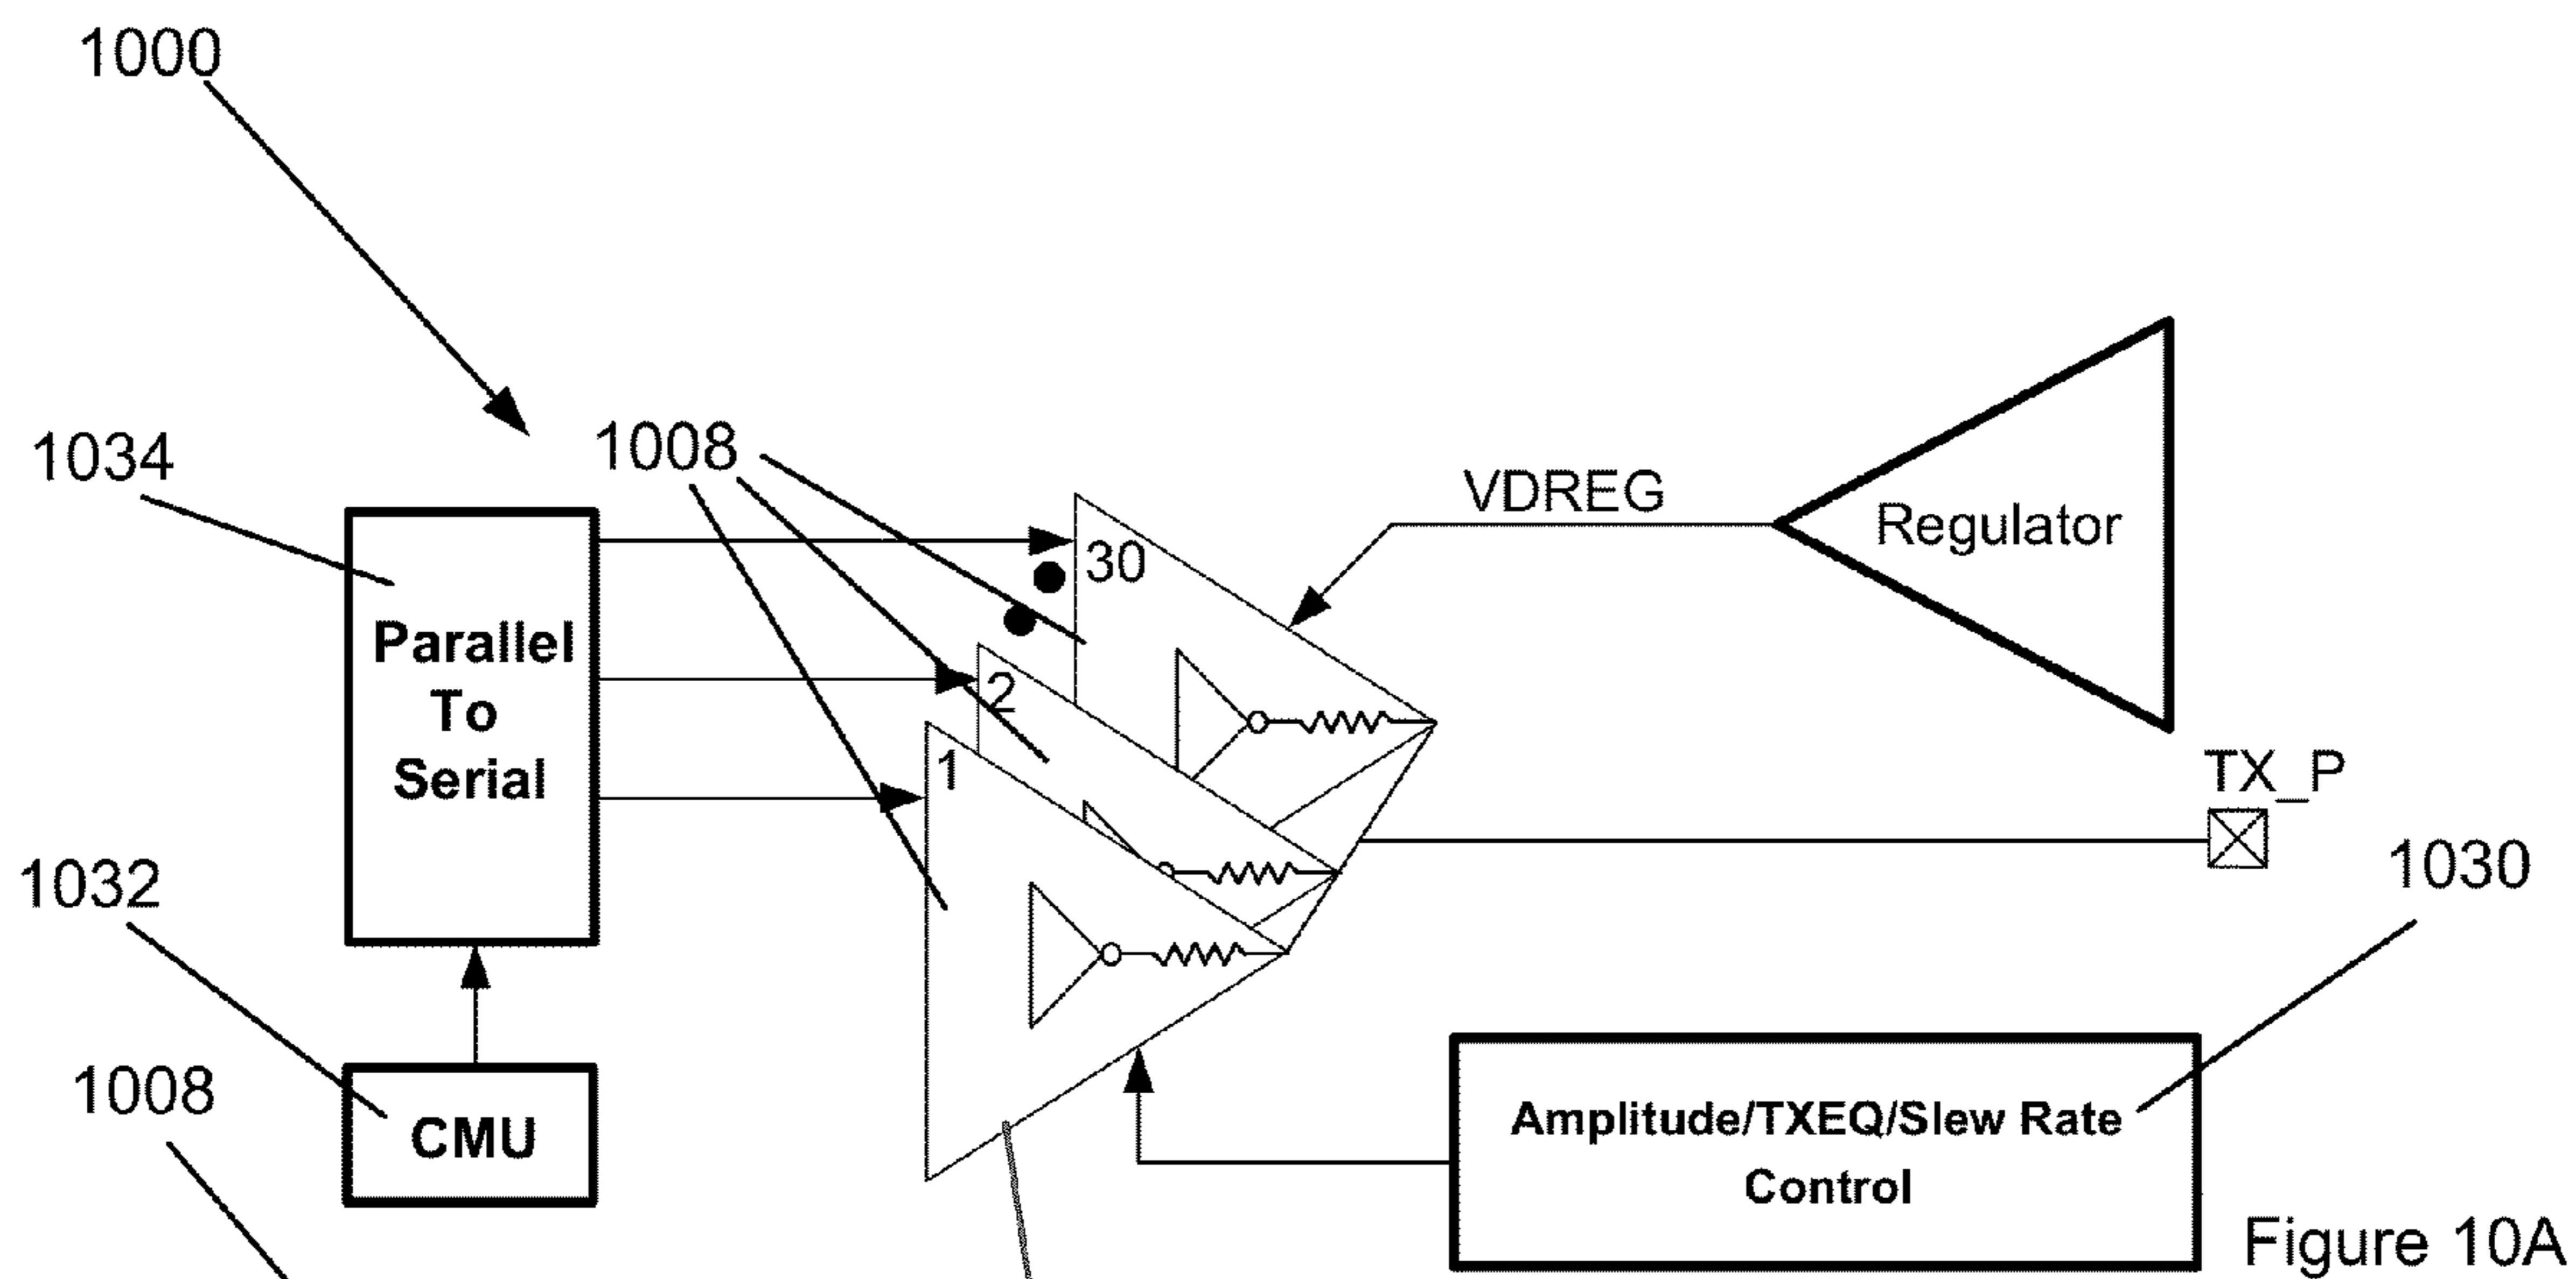 1000
1034
1008
VDREG
Regulator
30
Parallel
To
Serial
2
1
TX_P
1032
1030
1008
CMU
Amplitude/TXEQ/Slew Rate
Control
Figure 10A